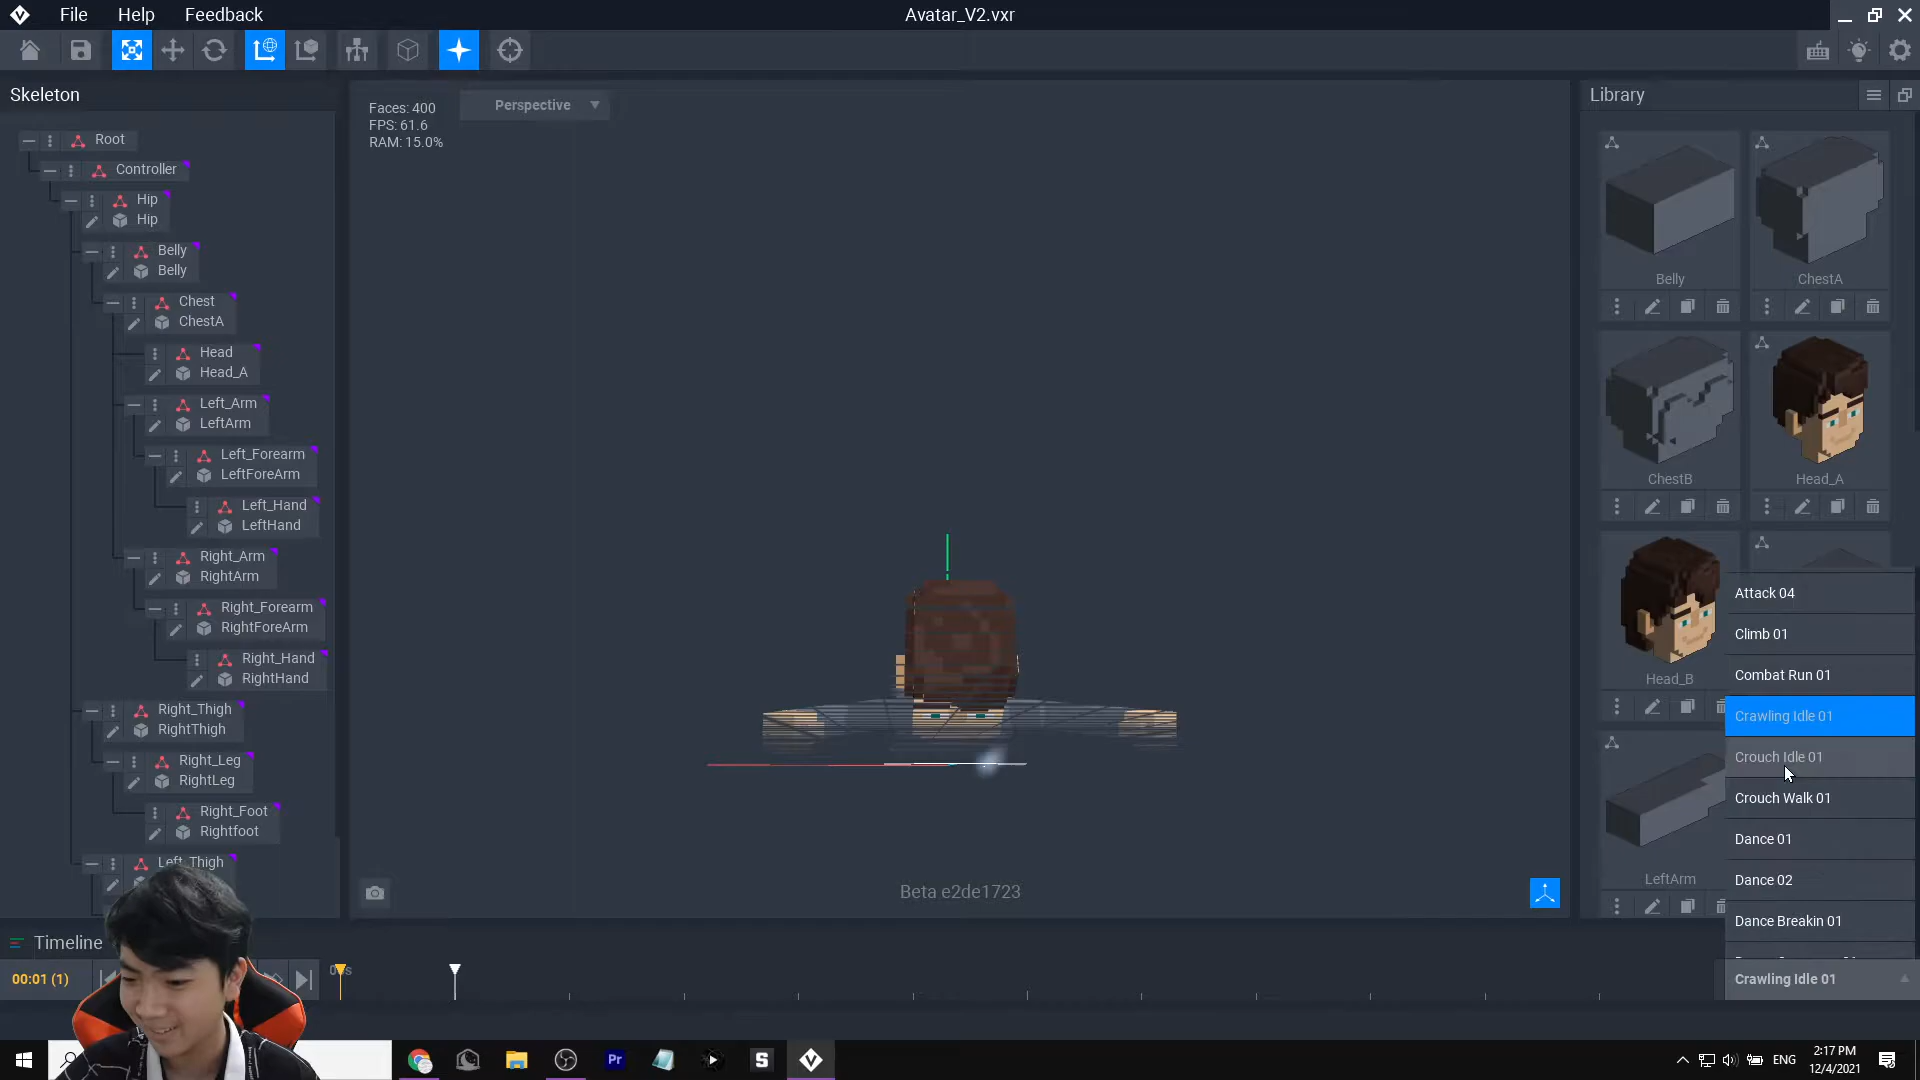 File Help Feedback Avatar_V2.vxr
Skeleton
Root
Controller
Hip
Hip
Belly
Belly
Chest
ChestA
Head
Head_A
Left_Arm
LeftArm
Left_Forearm
LeftForeArm
Left_Hand
LeftHand
Right_Arm
RightArm
Right_Forearm
RightForeArm
Right_Hand
RightHand
Right_Thigh
RightThigh
Right_Leg
RightLeg
Right_Foot
Rightfoot
Left_Thigh
Faces: 400
FPS: 61.6
RAM: 15.0%
Perspective
Beta e2de1723
Library
Belly
ChestA
ChestB
Head_A
Head_B
LeftArm
Attack 04
Climb 01
Combat Run 01
Crawling Idle 01
Crouch Idle 01
Crouch Walk 01
Dance 01
Dance 02
Dance Breakin 01
Crawling Idle 01
Timeline
00:01 (1)
Pr
S
ENG
2:17 PM
12/4/2021